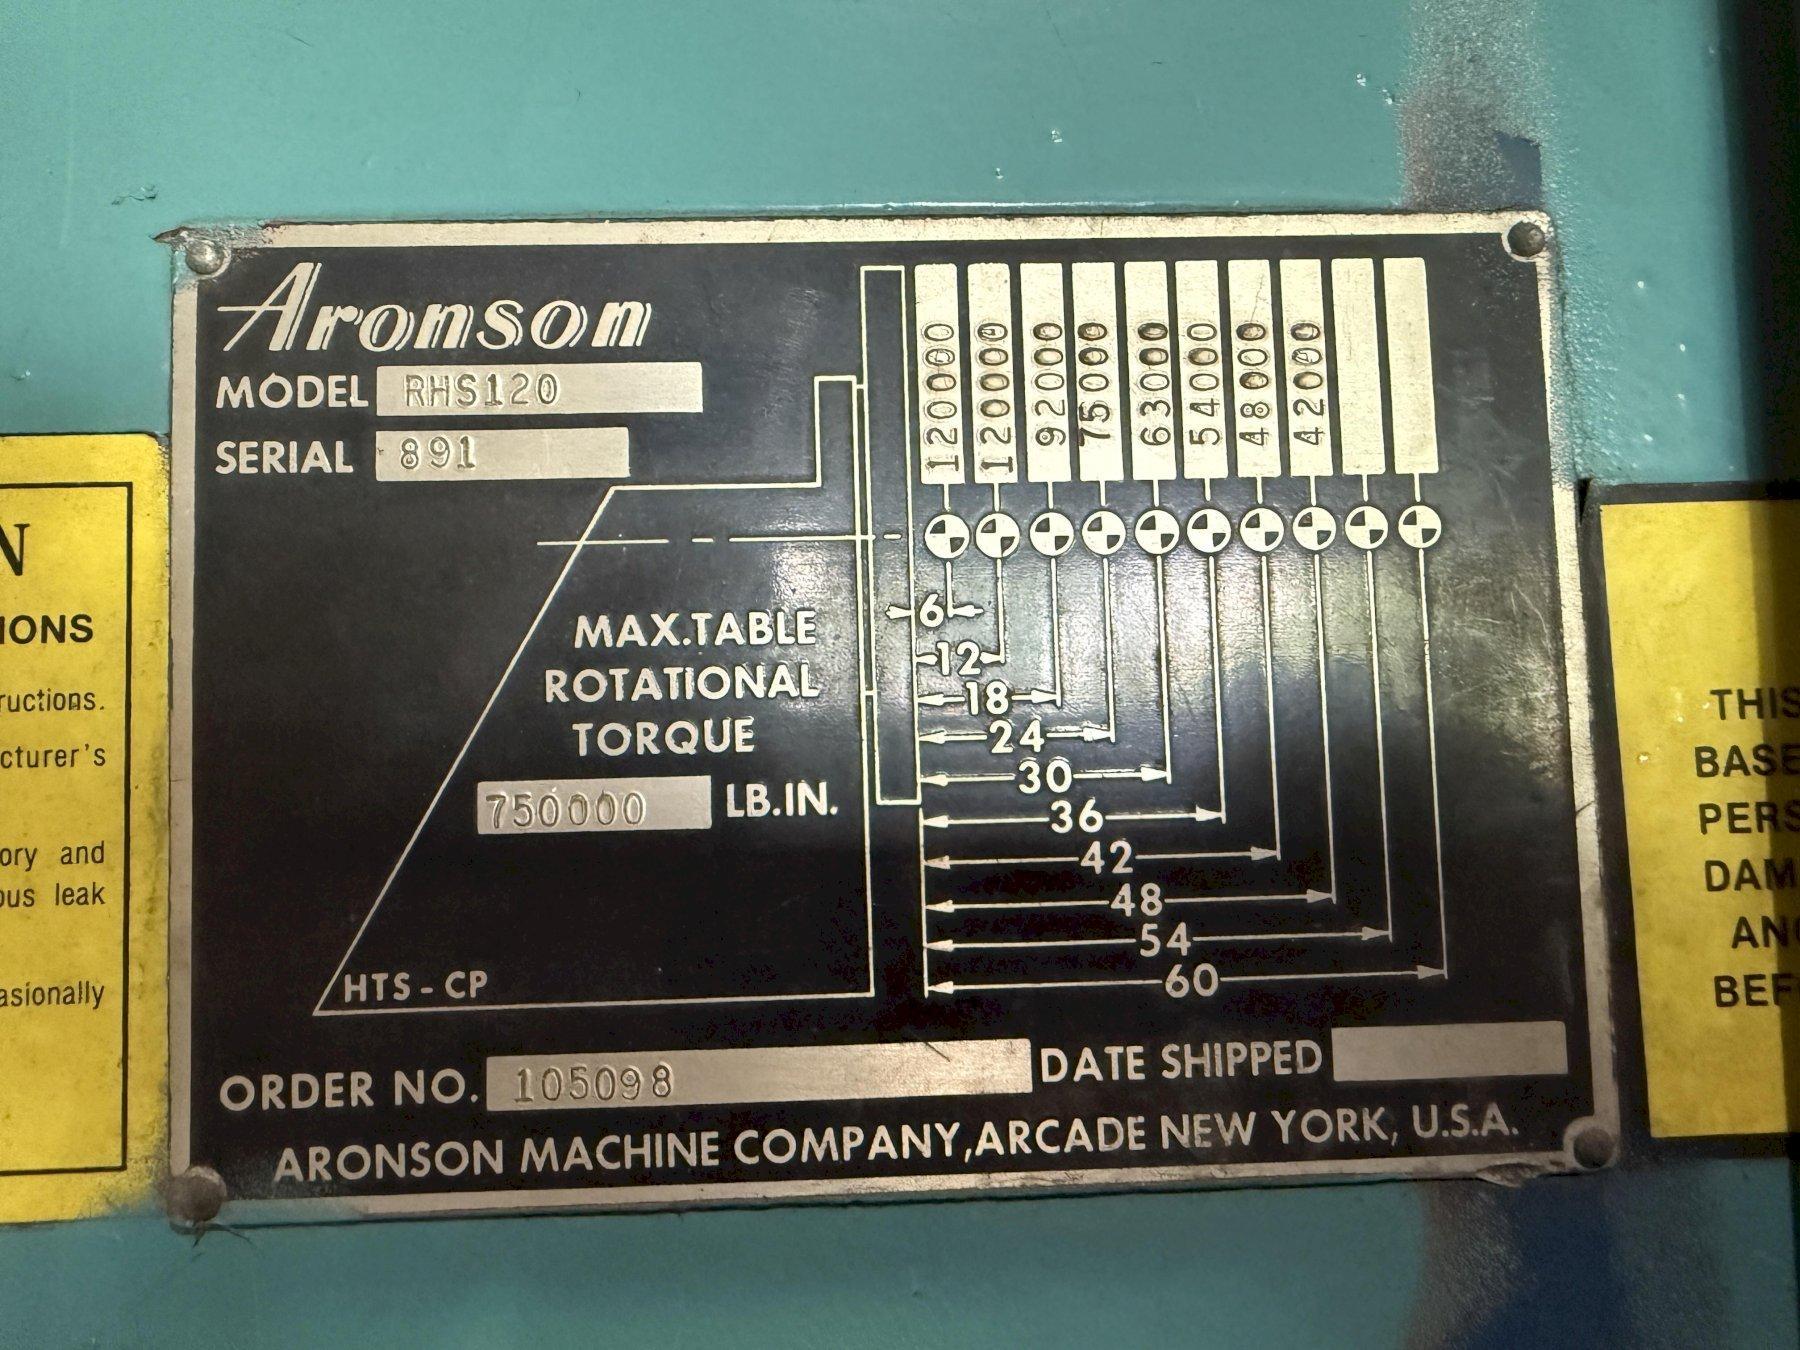 Aronson
MODEL RHS120
SERIAL 891
120000
120000
92000
75000
63000
54000
48000
42000
6
12
18
24
30
36
42
48
54
60
MAX.TABLE
ROTATIONAL
TORQUE
750000 LB.IN.
HTS-CP
ORDER NO. 105098 DATE SHIPPED
ARONSON MACHINE COMPANY, ARCADE NEW YORK, U.S.A.
N
IONS
ructions.
cturer's
ory and
ous leak
asionally
THIS
BASE
PERS
DAM
AN
BEF